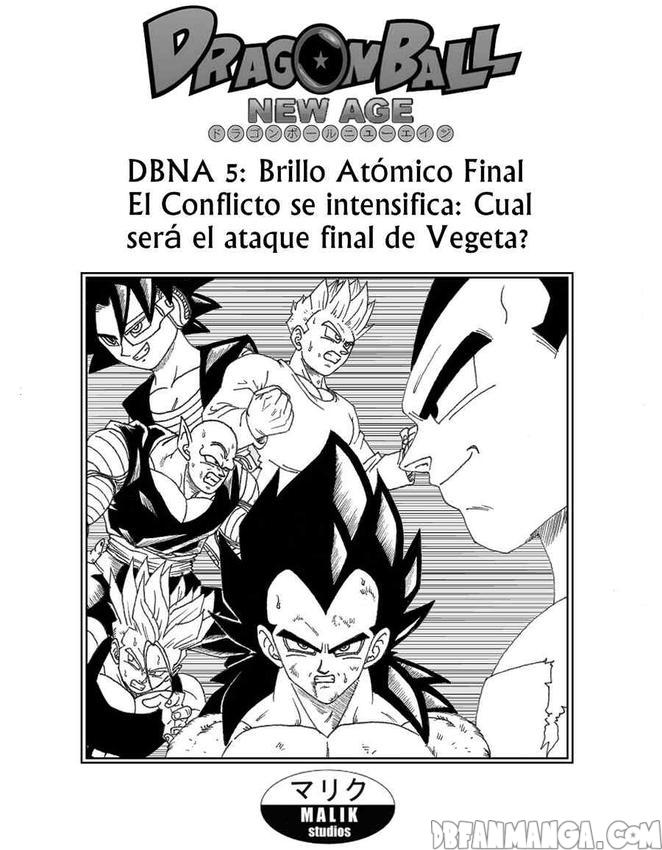 DRAGON BALL
NEW AGE
ドラゴンボールニューエイジ
DBNA 5: Brillo Atómico Final
El Conflicto se intensifica: Cual
será el ataque final de Vegeta?
マリク
MALIK
studios
DBFANMANGA.COM